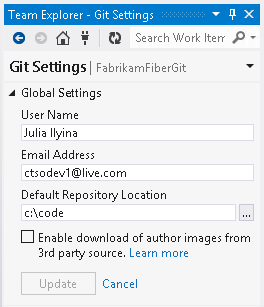 Team Explorer - Git Settings
Search Work Item
Git Settings | FabrikamFiberGit
Global Settings
User Name
Julia Ilyina
Email Address
ctsodev1@live.com
Default Repository Location
c:\code
...
Enable download of author images from
3rd party source. Learn more
Update Cancel